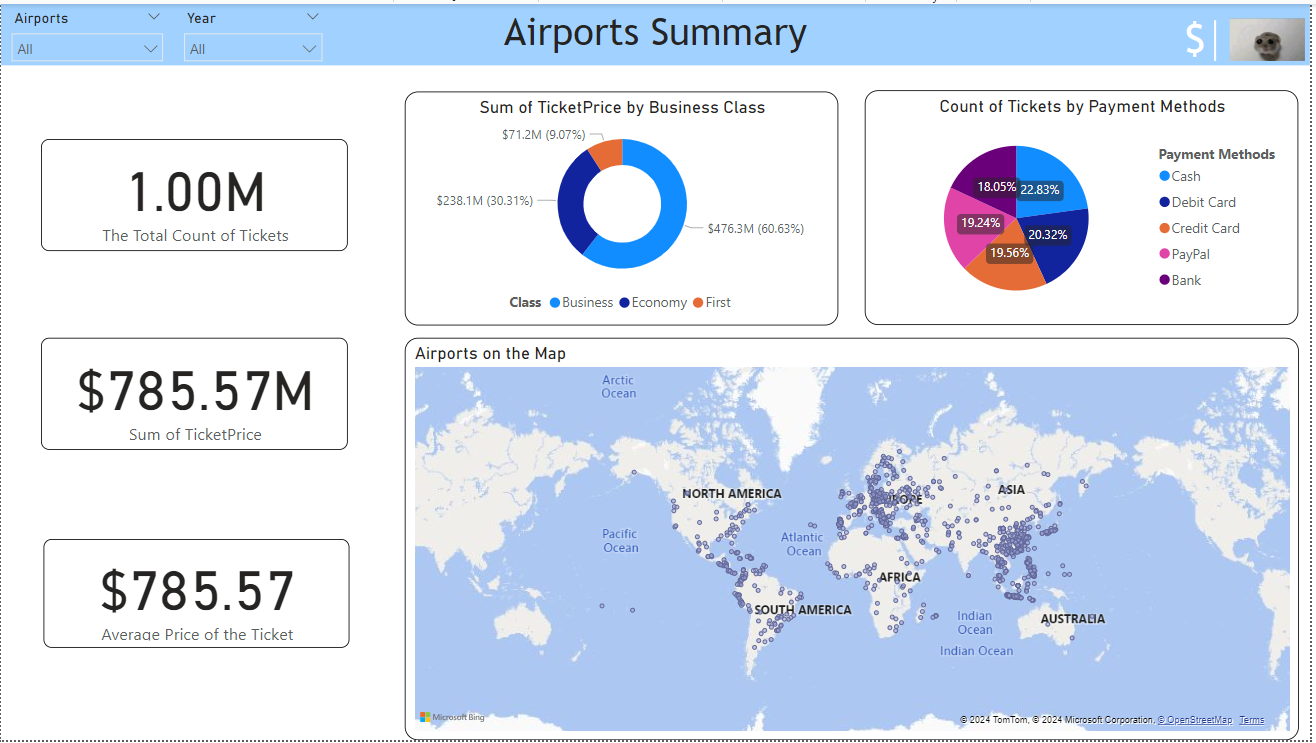 Airports
All
Year
All
Airports Summary
$
1.00M
The Total Count of Tickets
$785.57M
Sum of TicketPrice
$785.57
Average Price of the Ticket
Sum of TicketPrice by Business Class
$71.2M (9.07%)
$238.1M (30.31%)
$476.3M (60.63%)
Class Business Economy First
Count of Tickets by Payment Methods
18.05% 22.83%
19.24%
20.32%
19.56%
Payment Methods
Cash
Debit Card
Credit Card
PayPal
Bank
Airports on the Map
Arctic
Ocean
NORTH AMERICA
ASIA
Pacific
Ocean
Atlantic
Ocean
AFRICA
SOUTH AMERICA
Indian
Ocean
AUSTRALIA
Indian Ocean
Microsoft Bing
© 2024 TomTom, © 2024 Microsoft Corporation, © OpenStreetMap Terms